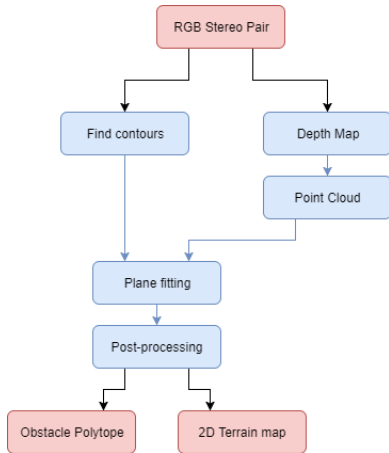 RGB Stereo Pair
Find contours
Depth Map
Point Cloud
Plane fitting
Post-processing
Obstacle Polytope
2D Terrain map